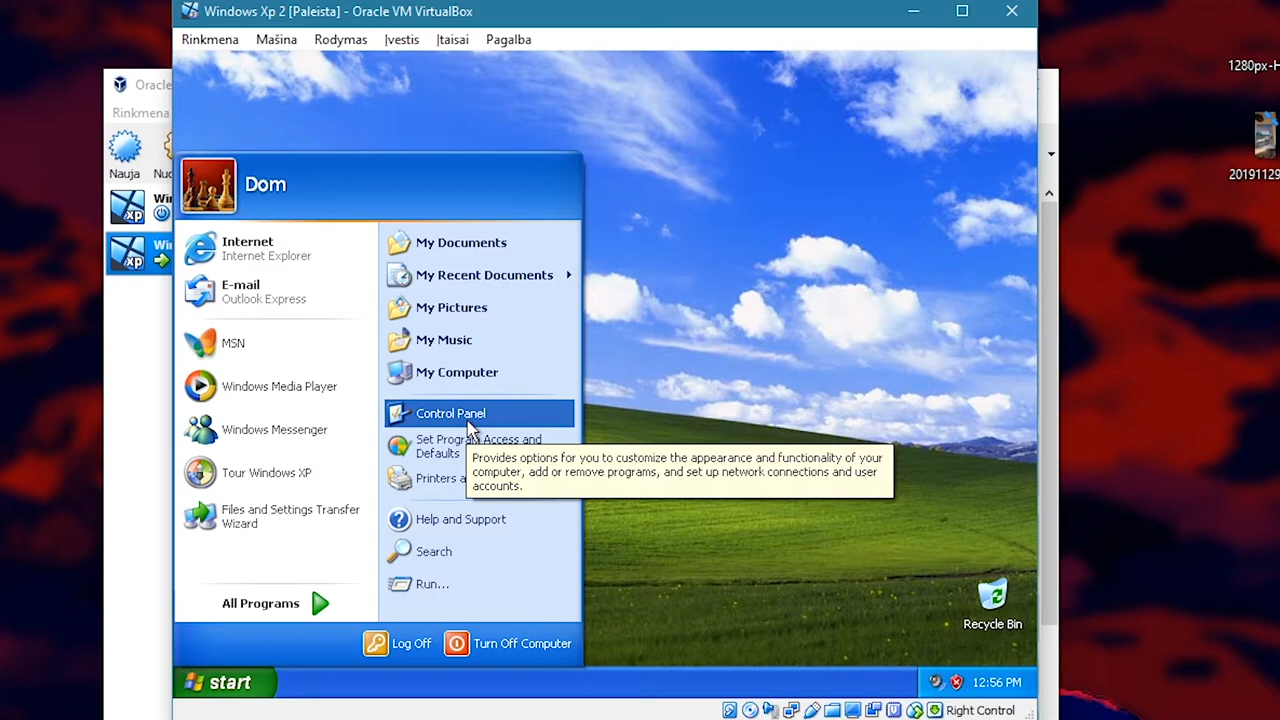 Windows Xp 2 [Paleista] - Oracle VM VirtualBox
Rinkmena Mašina Rodymas Įvestis Įtaisai Pagalba
1280px-H
Oracle
Rinkmena
Nauja
20191129
xp
xp
Dom
Internet
Internet Explorer
E-mail
Outlook Express
MSN
Windows Media Player
Windows Messenger
Tour Windows XP
Files and Settings Transfer
Wizard
All Programs
My Documents
My Recent Documents
My Pictures
My Music
My Computer
Control Panel
Set Program Access and
Defaults
Printers a
Provides options for you to customize the appearance and functionality of your
computer, add or remove programs, and set up network connections and user
accounts.
Help and Support
Search
Run...
Log Off Turn Off Computer
Recycle Bin
start
12:56 PM
Right Control